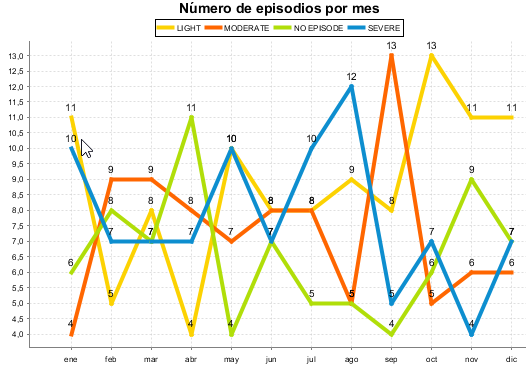 Número de episodios por mes
LIGHT MODERATE NO EPISODE SEVERE
13,0
12,5
12,0
11,5
11,0
10,5
10,0
9,5
9,0
8,5
8,0
7,5
7,0
6,5
6,0
5,5
5,0
4,5
4,0
13 13
12
11 11 11 11
10 10 10
9 9 9 9
8 8 8 8 8 8
7 7 7 7 7 7 7
6 6 6 6
5 5 5 5 5
4 4 4 4 4
ene feb mar abr may jun jul ago sep oct nov dic